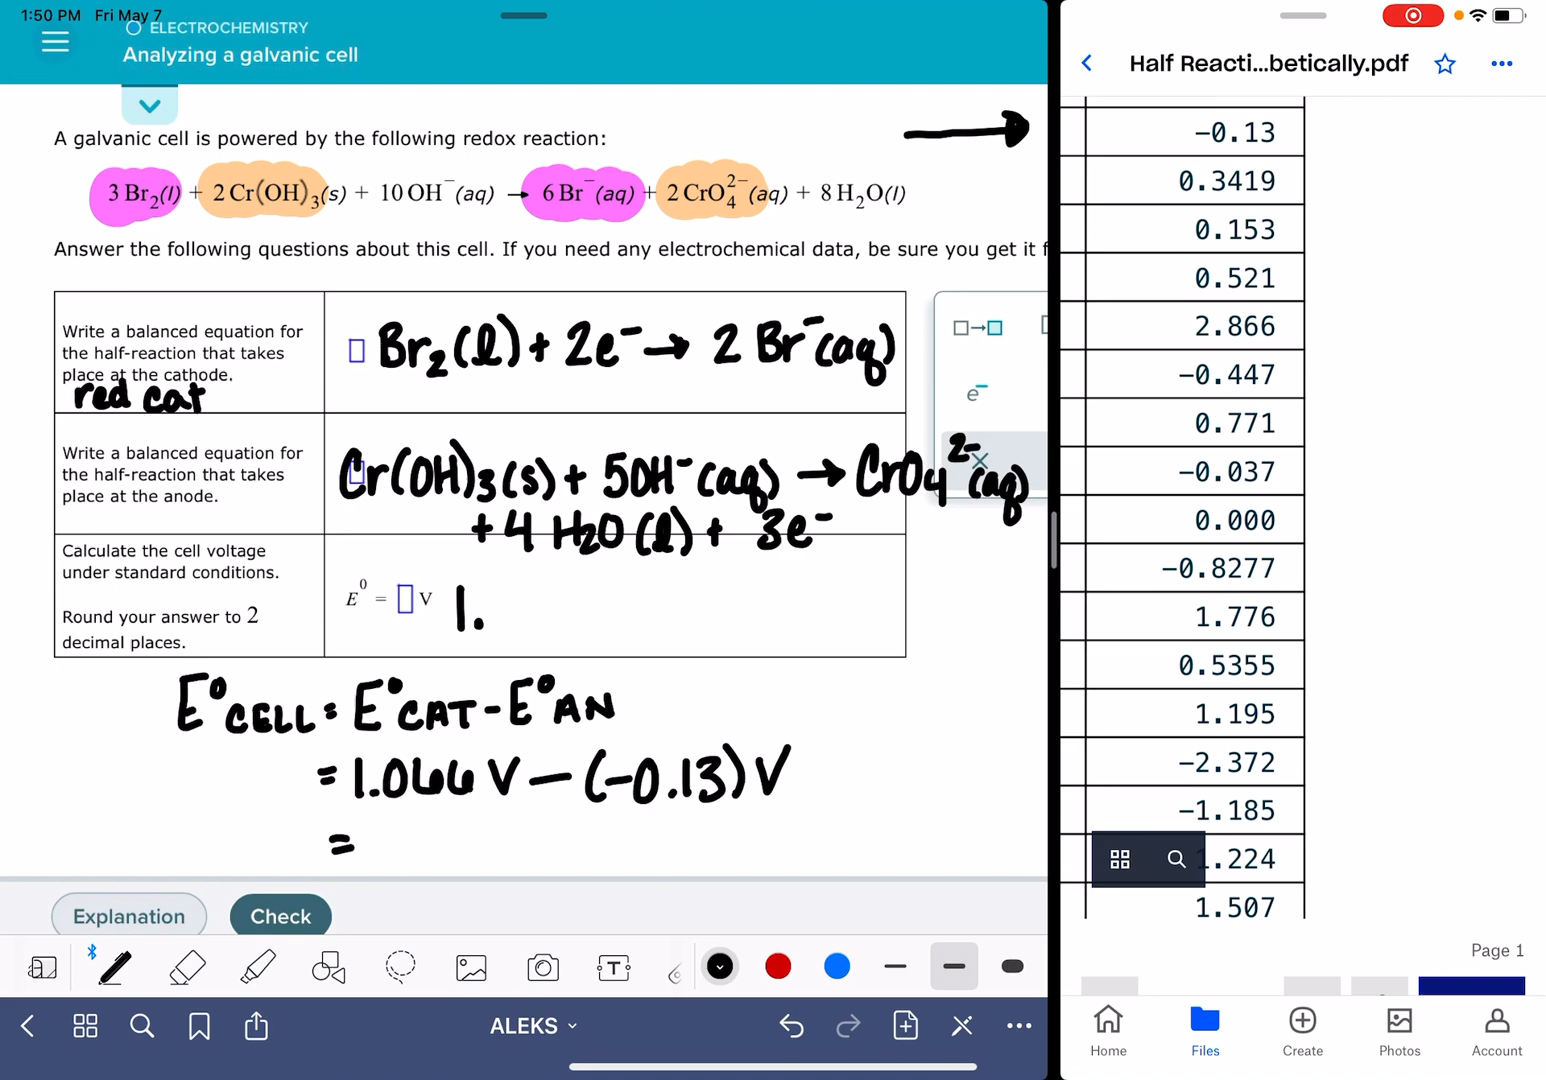 1:50 PM Fri May 7
ELECTROCHEMISTRY
Analyzing a galvanic cell
A galvanic cell is powered by the following redox reaction:
3 Br₂(l) + 2 Cr(OH)₃(s) + 10 OH⁻(aq) → 6 Br⁻(aq) + 2 CrO₄²⁻(aq) + 8 H₂O(l)
Answer the following questions about this cell. If you need any electrochemical data, be sure you get it f
Write a balanced equation for
the half-reaction that takes
place at the cathode.
red cat
Br₂(l) + 2e⁻ → 2 Br⁻(aq)
□→□
e⁻
Write a balanced equation for
the half-reaction that takes
place at the anode.
Cr(OH)₃(s) + 5OH⁻(aq) → CrO₄²⁻(aq)
+ 4 H₂O(l) + 3e⁻
Calculate the cell voltage
under standard conditions.
Round your answer to 2
decimal places.
E⁰ = □ V 1.
E°CELL = E°CAT - E°AN
= 1.066 V - (-0.13) V
=
Explanation
Check
T
ALEKS
Half Reacti...betically.pdf
-0.13
0.3419
0.153
0.521
2.866
-0.447
0.771
-0.037
0.000
-0.8277
1.776
0.5355
1.195
-2.372
-1.185
1.224
1.507
Page 1
Home
Files
Create
Photos
Account